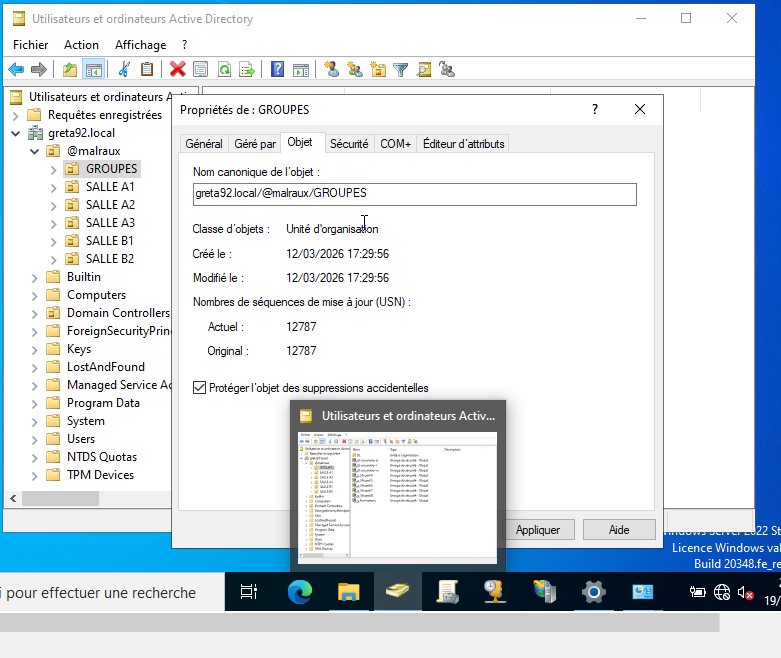 Utilisateurs et ordinateurs Active Directory
Fichier Action Affichage ?
Utilisateurs et ordinateurs Acti
Requêtes enregistrées
greta92.local
@malraux
GROUPES
SALLE A1
SALLE A2
SALLE A3
SALLE B1
SALLE B2
Builtin
Computers
Domain Controllers
ForeignSecurityPrin
Keys
LostAndFound
Managed Service Ac
Program Data
System
Users
NTDS Quotas
TPM Devices
Propriétés de : GROUPES
?
Général Géré par Objet Sécurité COM+ Éditeur d'attributs
Nom canonique de l'objet :
greta92.local/@malraux/GROUPES
Classe d'objets : Unité d'organisation
Créé le : 12/03/2026 17:29:56
Modifié le : 12/03/2026 17:29:56
Nombres de séquences de mise à jour (USN) :
Actuel : 12787
Original : 12787
Protéger l'objet des suppressions accidentelles
Utilisateurs et ordinateurs Activ...
Appliquer Aide
Windows Server 2022 St
Licence Windows val
Build 20348.fe_re
i pour effectuer une recherche
19/